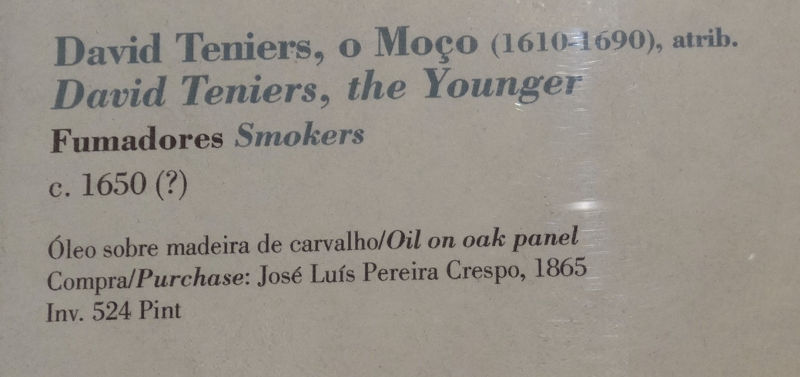 David Teniers, o Moço (1610-1690), atrib.
David Teniers, the Younger
Fumadores Smokers
c. 1650 (?)
Óleo sobre madeira de carvalho/Oil on oak panel
Compra/Purchase: José Luís Pereira Crespo, 1865
Inv. 524 Pint